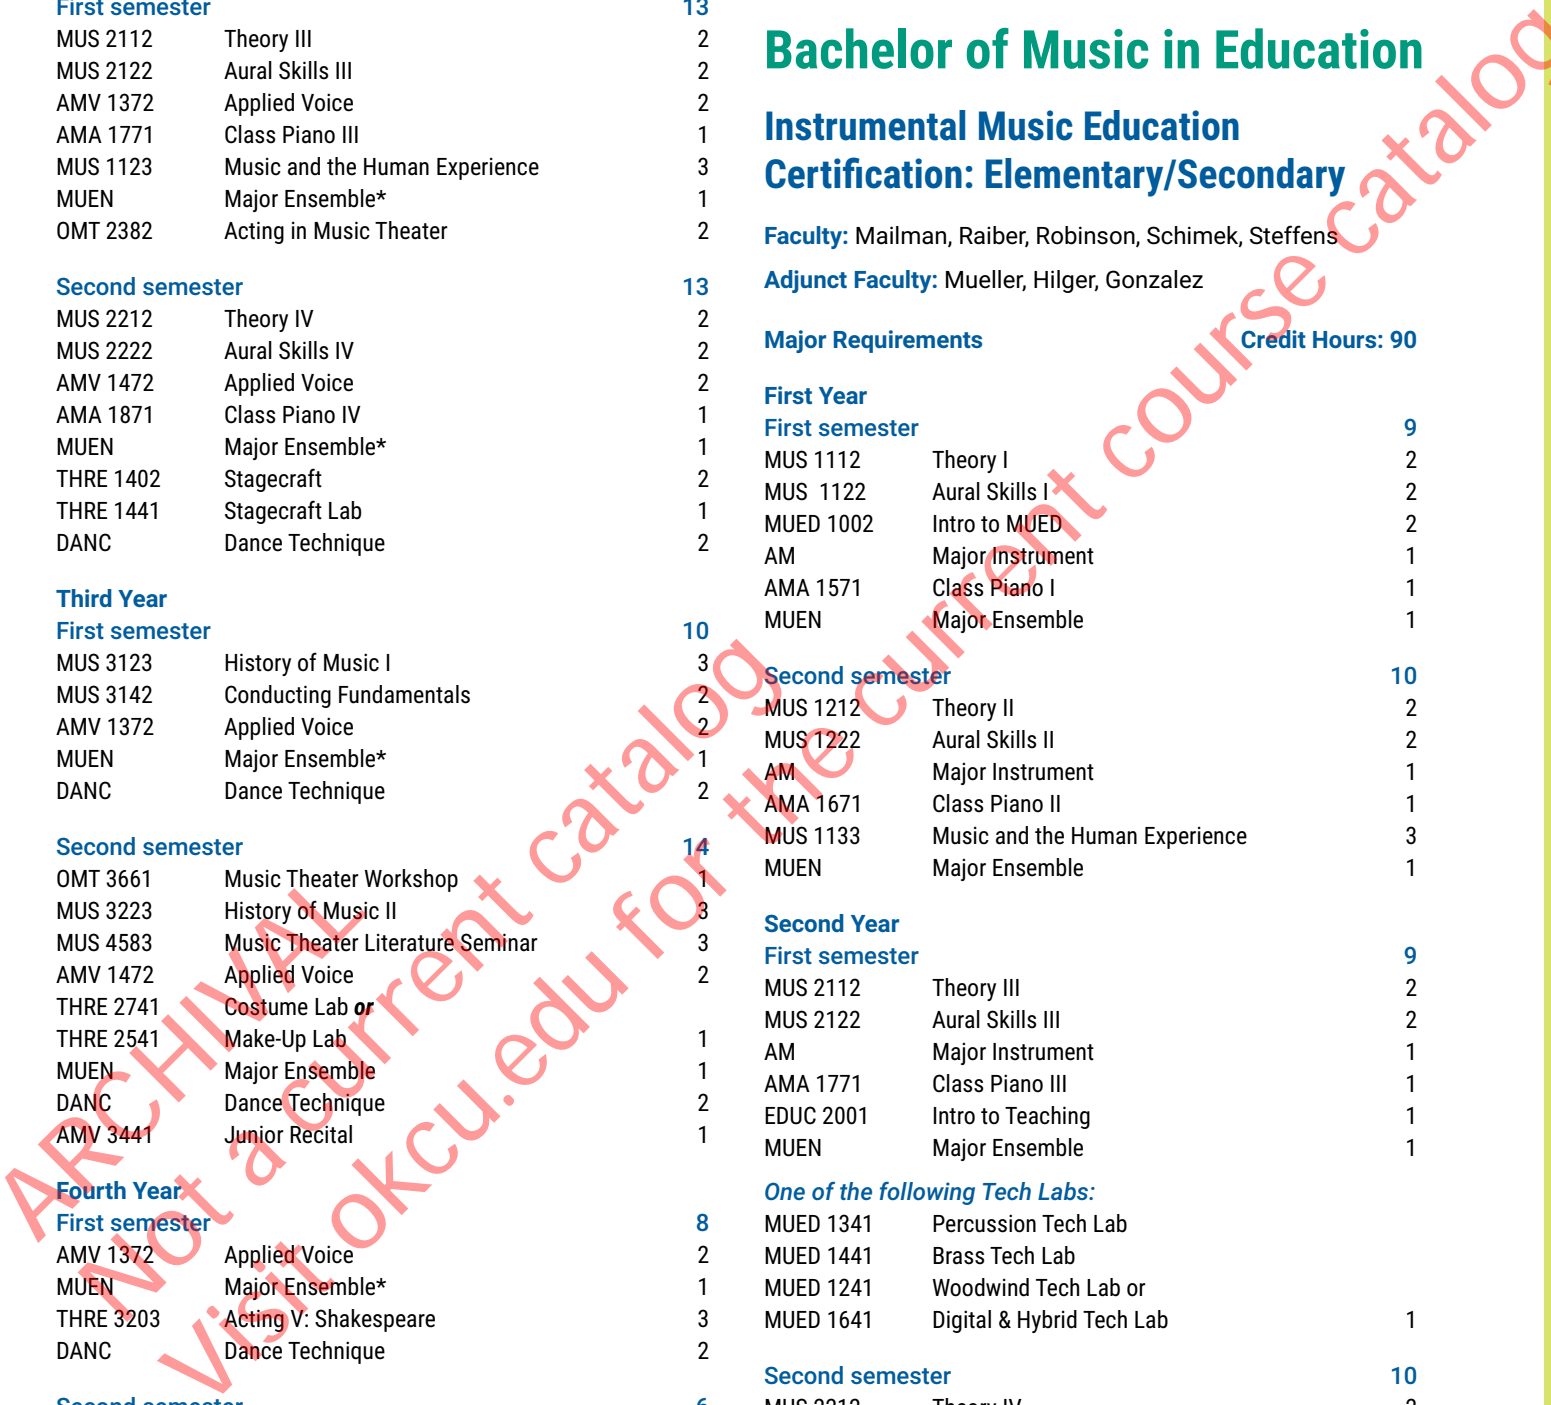 First semester 13
MUS 2112 Theory III 2
MUS 2122 Aural Skills III 2
AMV 1372 Applied Voice 2
AMA 1771 Class Piano III 1
MUS 1123 Music and the Human Experience 3
MUEN Major Ensemble* 1
OMT 2382 Acting in Music Theater 2
Second semester 13
MUS 2212 Theory IV 2
MUS 2222 Aural Skills IV 2
AMV 1472 Applied Voice 2
AMA 1871 Class Piano IV 1
MUEN Major Ensemble* 1
THRE 1402 Stagecraft 2
THRE 1441 Stagecraft Lab 1
DANC Dance Technique 2
Third Year
First semester 10
MUS 3123 History of Music I 3
MUS 3142 Conducting Fundamentals 2
AMV 1372 Applied Voice 2
MUEN Major Ensemble* 1
DANC Dance Technique 2
Second semester 14
OMT 3661 Music Theater Workshop 1
MUS 3223 History of Music II 3
MUS 4583 Music Theater Literature Seminar 3
AMV 1472 Applied Voice 2
THRE 2741 Costume Lab or
THRE 2541 Make-Up Lab 1
MUEN Major Ensemble 1
DANC Dance Technique 2
AMV 3441 Junior Recital 1
Fourth Year
First semester 8
AMV 1372 Applied Voice 2
MUEN Major Ensemble* 1
THRE 3203 Acting V: Shakespeare 3
DANC Dance Technique 2
Second semester 6
Bachelor of Music in Education
Instrumental Music Education
Certification: Elementary/Secondary
Faculty: Mailman, Raiber, Robinson, Schimek, Steffens
Adjunct Faculty: Mueller, Hilger, Gonzalez
Major Requirements Credit Hours: 90
First Year
First semester 9
MUS 1112 Theory I 2
MUS 1122 Aural Skills I 2
MUED 1002 Intro to MUED 2
AM Major Instrument 1
AMA 1571 Class Piano I 1
MUEN Major Ensemble 1
Second semester 10
MUS 1212 Theory II 2
MUS 1222 Aural Skills II 2
AM Major Instrument 1
AMA 1671 Class Piano II 1
MUS 1133 Music and the Human Experience 3
MUEN Major Ensemble 1
Second Year
First semester 9
MUS 2112 Theory III 2
MUS 2122 Aural Skills III 2
AM Major Instrument 1
AMA 1771 Class Piano III 1
EDUC 2001 Intro to Teaching 1
MUEN Major Ensemble 1
One of the following Tech Labs:
MUED 1341 Percussion Tech Lab
MUED 1441 Brass Tech Lab
MUED 1241 Woodwind Tech Lab or
MUED 1641 Digital & Hybrid Tech Lab 1
Second semester 10
MUS 2212 Theory IV 2
ARCHIVAL
Not a current catalog
Visit okcu.edu for the current course catalog